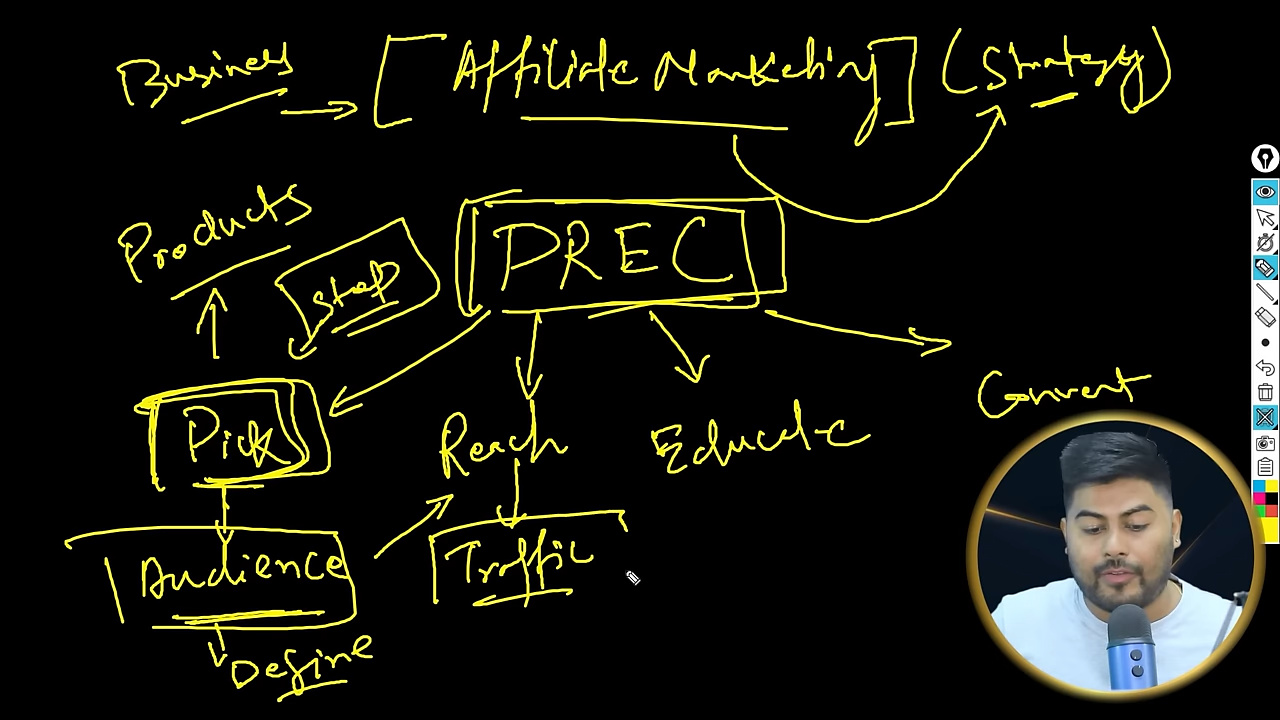 Business → [Affiliate Marketing] (Strategy)
Products
Step
PREC
Pick
Reach
Educate
Convert
Audience
Traffic
Define